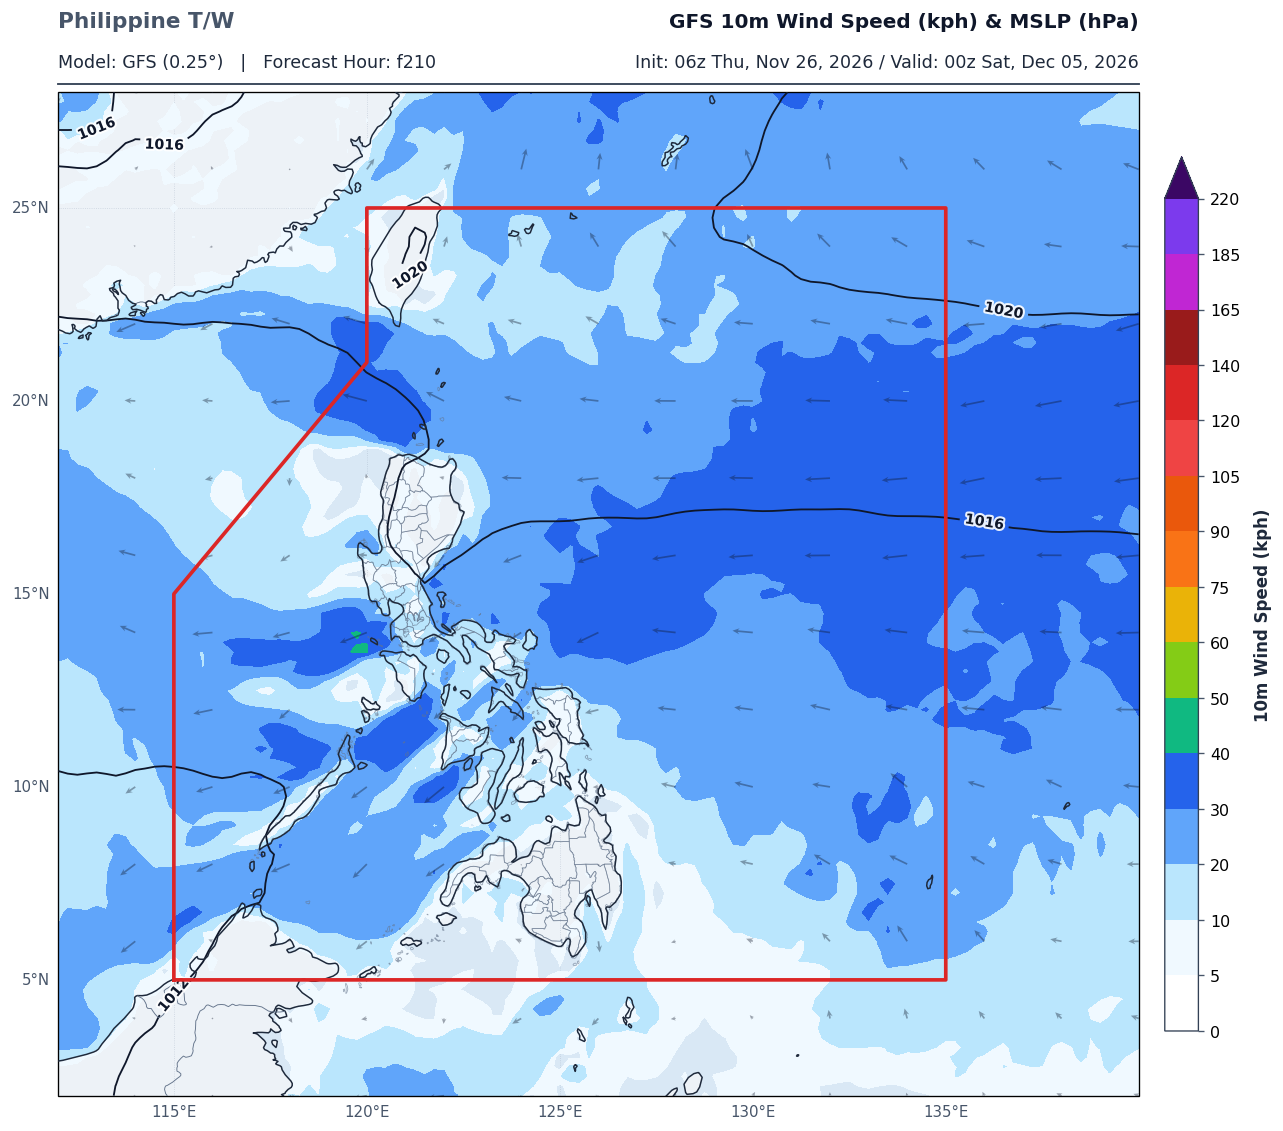 Philippine T/W
GFS 10m Wind Speed (kph) & MSLP (hPa)
Model: GFS (0.25°) | Forecast Hour: f210
Init: 06z Thu, Nov 26, 2026 / Valid: 00z Sat, Dec 05, 2026
1016
1016
1020
1020
1016
1012
25°N
20°N
15°N
10°N
5°N
115°E
120°E
125°E
130°E
135°E
220
185
165
140
120
105
90
75
60
50
40
30
20
10
5
0
10m Wind Speed (kph)